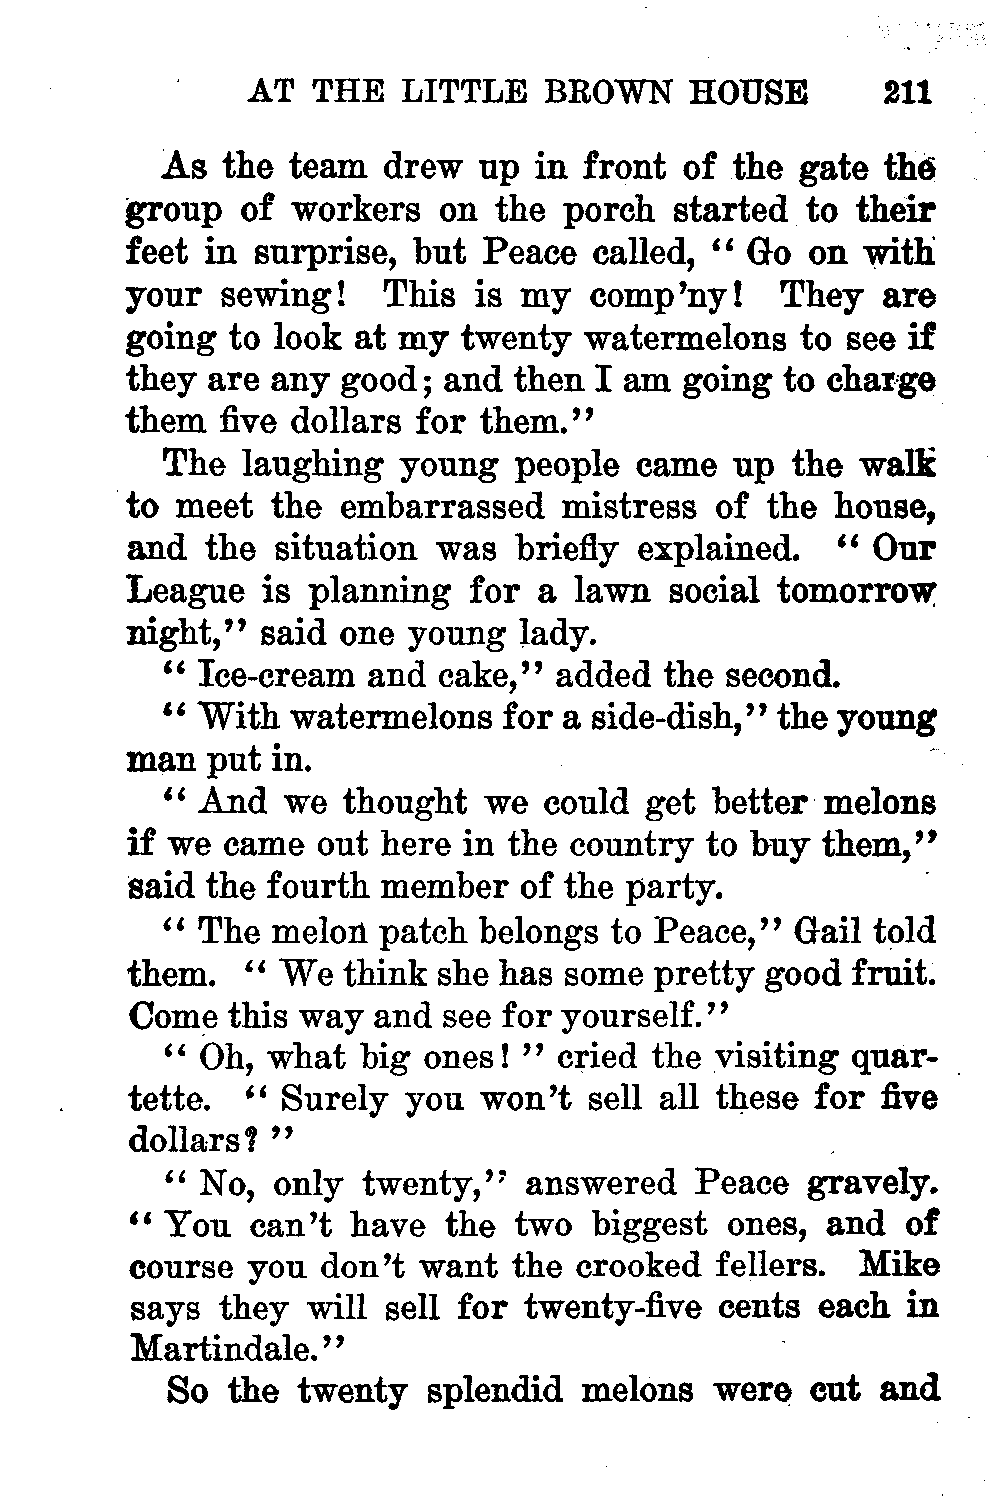 AT THE LITTLE BROWN HOUSE 211
As the team drew up in front of the gate the
group of workers on the porch started to their
feet in surprise, but Peace called, “ Go on with
your sewing! This is my comp’ny! They are
going to look at my twenty watermelons to see if
they are any good; and then I am going to charge
them five dollars for them.”
The laughing young people came up the walk
to meet the embarrassed mistress of the house,
and the situation was briefly explained. “ Our
League is planning for a lawn social tomorrow
night,” said one young lady.
“ Ice-cream and cake,” added the second.
“ With watermelons for a side-dish,” the young
man put in.
“ And we thought we could get better melons
if we came out here in the country to buy them,”
said the fourth member of the party.
“ The melon patch belongs to Peace,” Gail told
them. “ We think she has some pretty good fruit.
Come this way and see for yourself.”
“ Oh, what big ones! ” cried the visiting quar-
tette. “ Surely you won’t sell all these for five
dollars? ”
“ No, only twenty,” answered Peace gravely.
“ You can’t have the two biggest ones, and of
course you don’t want the crooked fellers. Mike
says they will sell for twenty-five cents each in
Martindale.”
So the twenty splendid melons were cut and